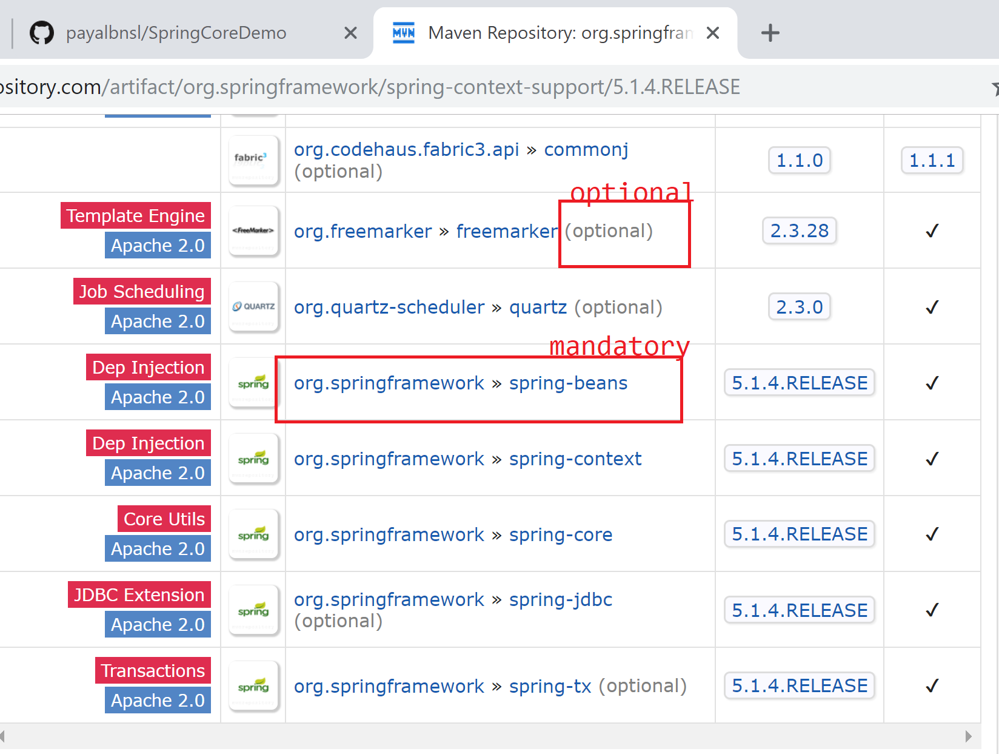 payalbnsl/SpringCoreDemo
MVN
Maven Repository: org.springfran
ository.com/artifact/org.springframework/spring-context-support/5.1.4.RELEASE
fabric3
org.codehaus.fabric3.api » commonj
(optional)
1.1.0
1.1.1
optional
Template Engine
Apache 2.0
<FreeMarker>
org.freemarker » freemarker (optional)
2.3.28
✓
Job Scheduling
Apache 2.0
QUARTZ
org.quartz-scheduler » quartz (optional)
2.3.0
✓
mandatory
Dep Injection
Apache 2.0
spring
org.springframework » spring-beans
5.1.4.RELEASE
✓
Dep Injection
Apache 2.0
spring
org.springframework » spring-context
5.1.4.RELEASE
✓
Core Utils
Apache 2.0
spring
org.springframework » spring-core
5.1.4.RELEASE
✓
JDBC Extension
Apache 2.0
spring
org.springframework » spring-jdbc
(optional)
5.1.4.RELEASE
✓
Transactions
Apache 2.0
spring
org.springframework » spring-tx (optional)
5.1.4.RELEASE
✓